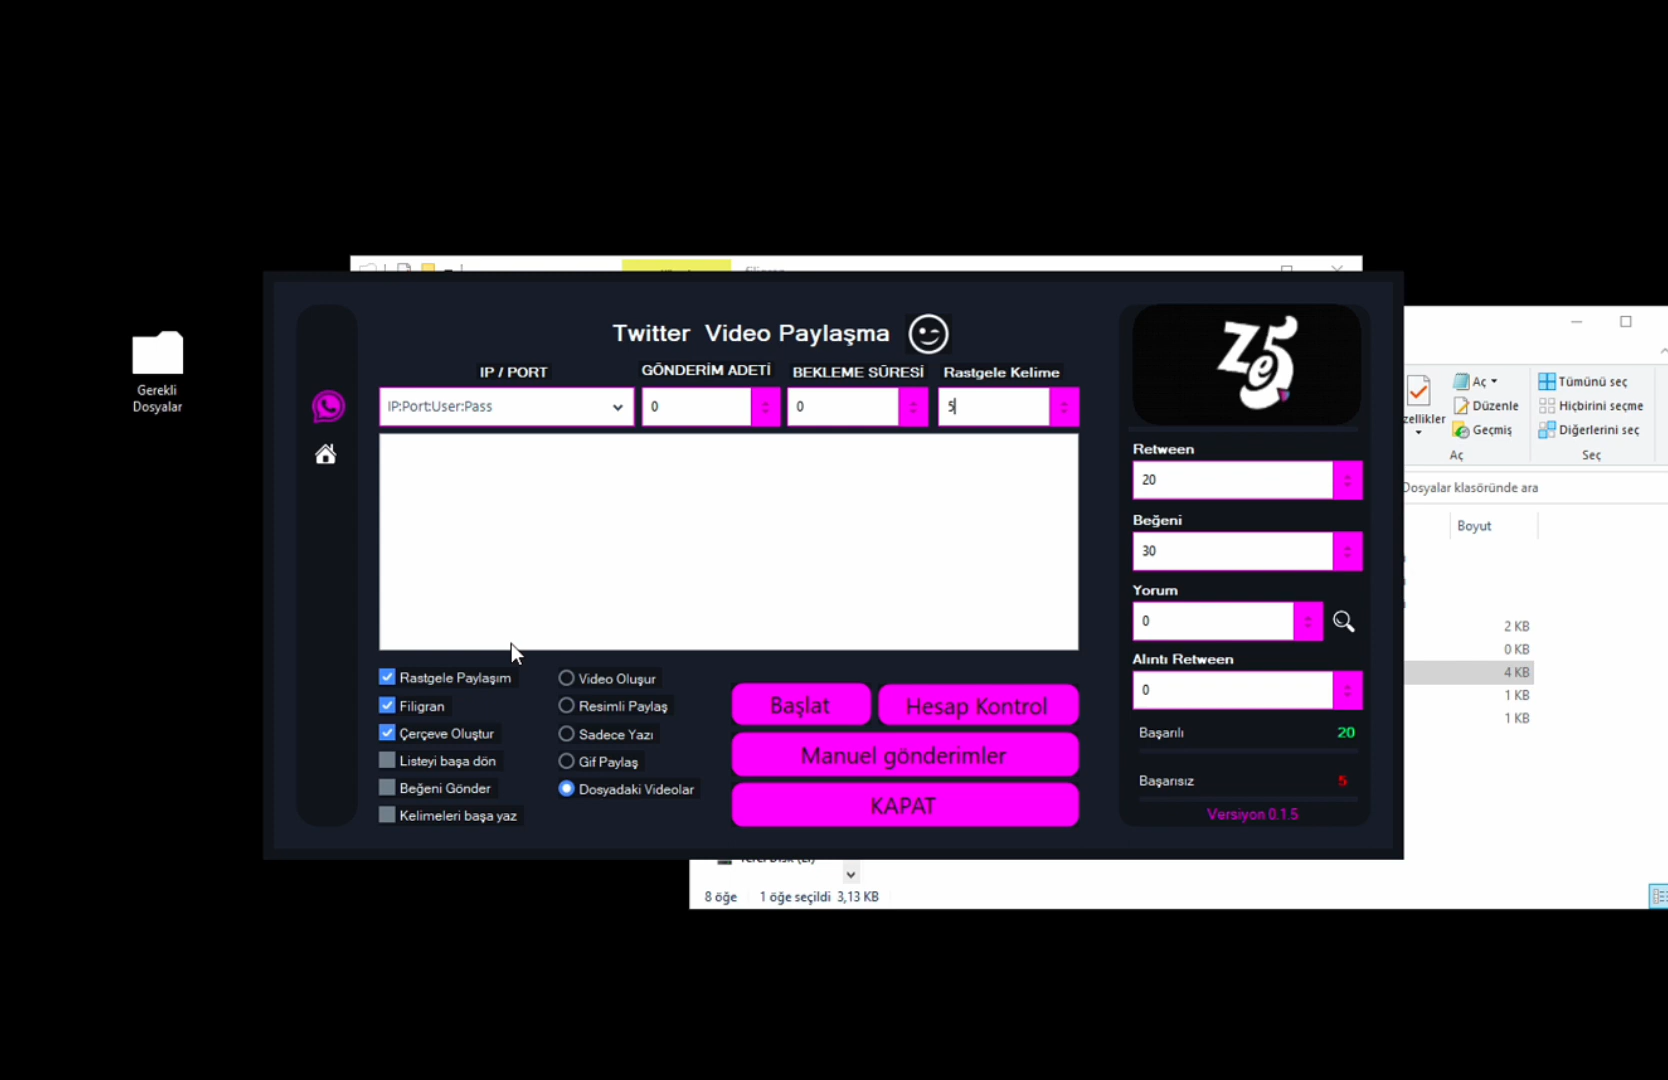 Gerekli
Dosyalar
Twitter Video Paylaşma
IP / PORT
GÖNDERİM ADETİ
BEKLEME SÜRESİ
Rastgele Kelime
IP:Port:User:Pass
0
0
5
Rastgele Paylaşım
Filigran
Çerçeve Oluştur
Listeyi başa dön
Beğeni Gönder
Kelimeleri başa yaz
Video Oluşur
Resimli Paylaş
Sadece Yazı
Gif Paylaş
Dosyadaki Videolar
Başlat
Hesap Kontrol
Manuel gönderimler
KAPAT
Ze5
Retween
20
Beğeni
30
Yorum
0
Alıntı Retween
0
Başarılı 20
Başarısız 5
Versiyon 0.1.5
zellikler
Aç
Düzenle
Geçmiş
Aç
Tümünü seç
Hiçbirini seçme
Diğerlerini seç
Seç
Dosyalar klasöründe ara
Boyut
2 KB
0 KB
4 KB
1 KB
1 KB
8 öğe 1 öğe seçildi 3,13 KB